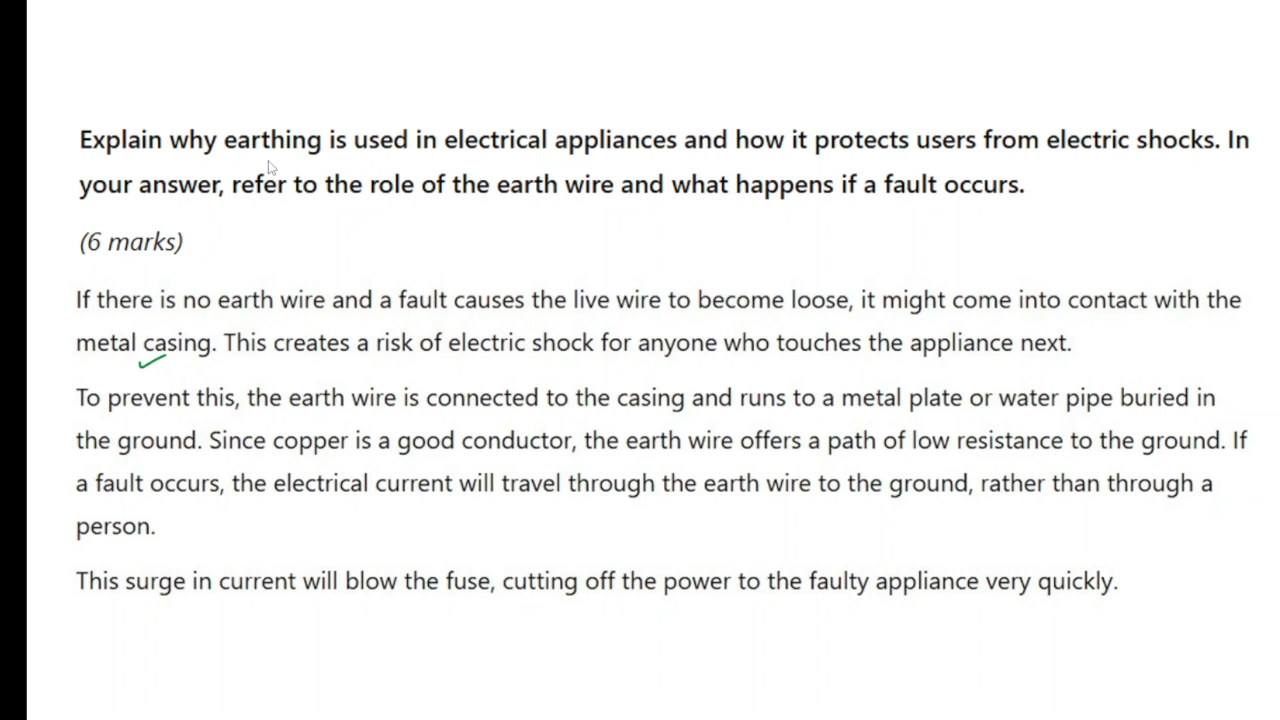 Explain why earthing is used in electrical appliances and how it protects users from electric shocks. In
your answer, refer to the role of the earth wire and what happens if a fault occurs.
(6 marks)
If there is no earth wire and a fault causes the live wire to become loose, it might come into contact with the
metal casing. This creates a risk of electric shock for anyone who touches the appliance next.
To prevent this, the earth wire is connected to the casing and runs to a metal plate or water pipe buried in
the ground. Since copper is a good conductor, the earth wire offers a path of low resistance to the ground. If
a fault occurs, the electrical current will travel through the earth wire to the ground, rather than through a
person.
This surge in current will blow the fuse, cutting off the power to the faulty appliance very quickly.